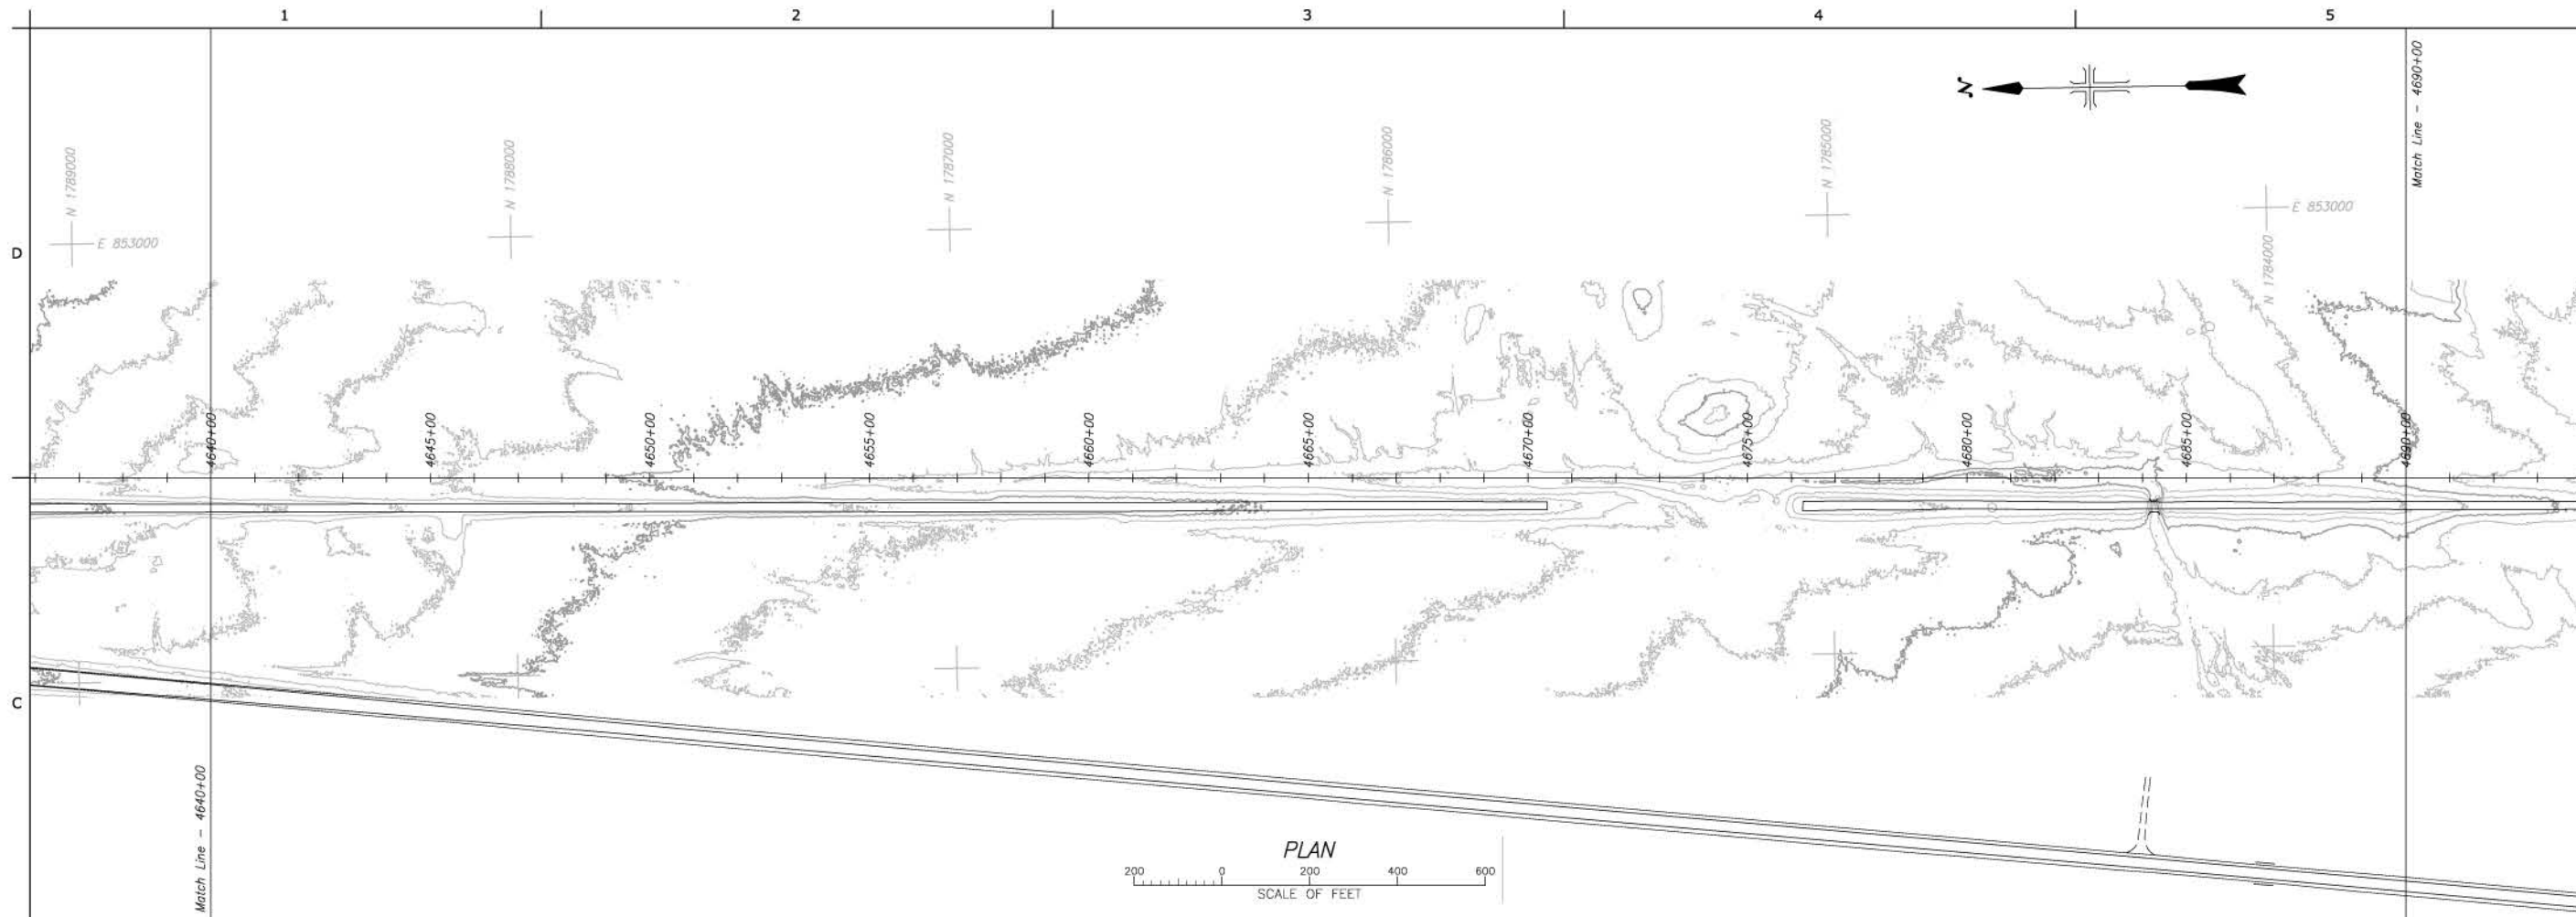 1
2
3
4
5
Match Line - 4690+00
N
N 1789000
N 1788000
N 1787000
N 1786000
N 1785000
E 853000
E 853000
N 1784000
D
4640+00
4645+00
4650+00
4655+00
4660+00
4665+00
4670+00
4675+00
4680+00
4685+00
4690+00
C
Match Line - 4640+00
PLAN
200 0 200 400 600
SCALE OF FEET